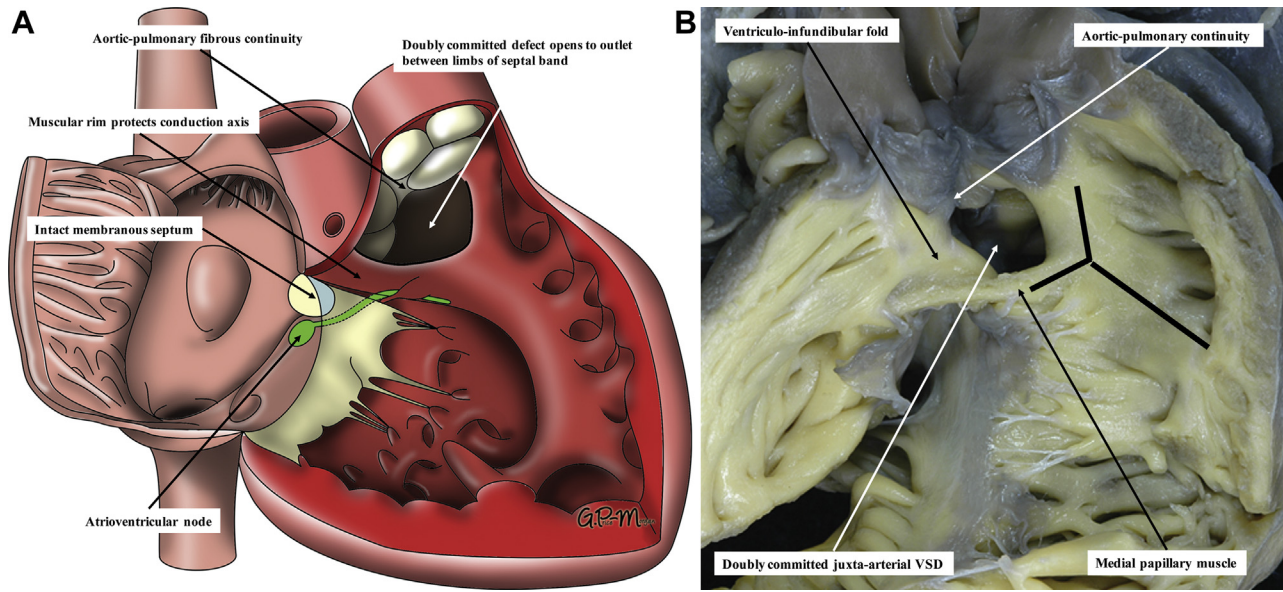 A
Aortic-pulmonary fibrous continuity
Doubly committed defect opens to outlet
between limbs of septal band
Muscular rim protects conduction axis
Intact membranous septum
Atrioventricular node
B
Ventriculo-infundibular fold
Aortic-pulmonary continuity
Doubly committed juxta-arterial VSD
Medial papillary muscle